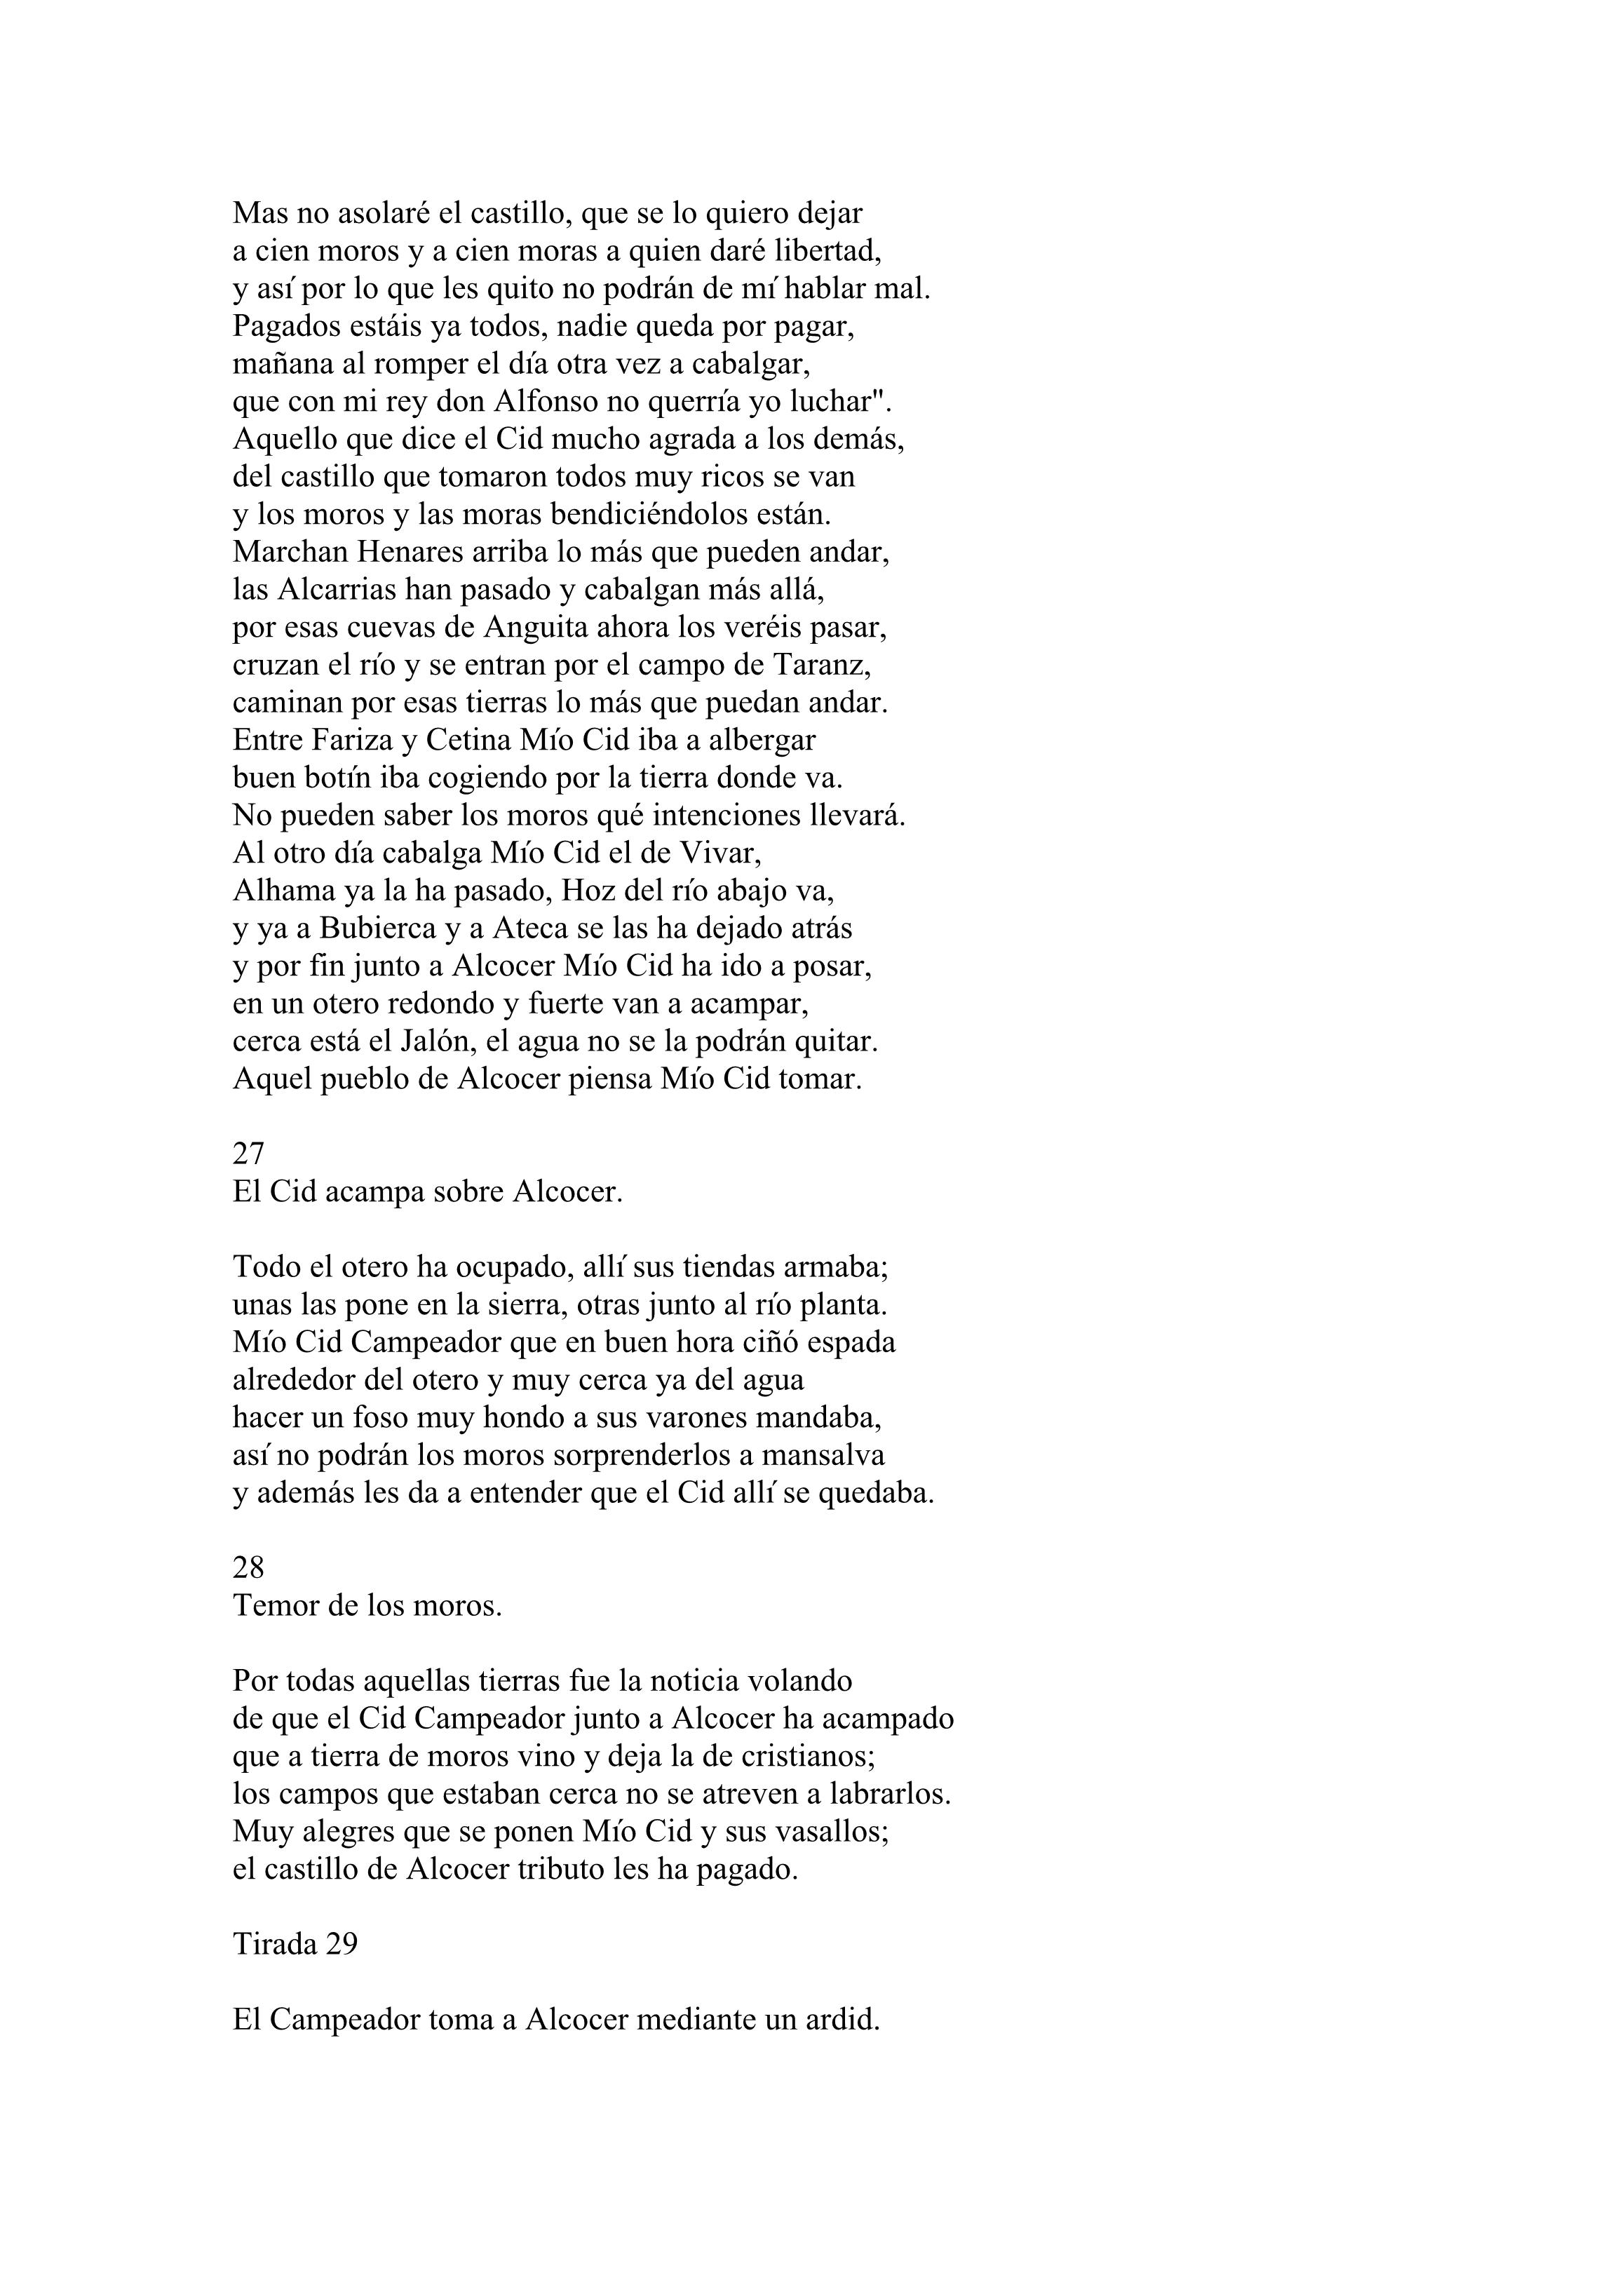 Mas no asolaré el castillo, que se lo quiero dejar
a cien moros y a cien moras a quien daré libertad,
y así por lo que les quito no podrán de mí hablar mal.
Pagados estáis ya todos, nadie queda por pagar,
mañana al romper el día otra vez a cabalgar,
que con mi rey don Alfonso no querría yo luchar".
Aquello que dice el Cid mucho agrada a los demás,
del castillo que tomaron todos muy ricos se van
y los moros y las moras bendiciéndolos están.
Marchan Henares arriba lo más que pueden andar,
las Alcarrias han pasado y cabalgan más allá,
por esas cuevas de Anguita ahora los veréis pasar,
cruzan el río y se entran por el campo de Taranz,
caminan por esas tierras lo más que puedan andar.
Entre Fariza y Cetina Mío Cid iba a albergar
buen botín iba cogiendo por la tierra donde va.
No pueden saber los moros qué intenciones llevará.
Al otro día cabalga Mío Cid el de Vivar,
Alhama ya la ha pasado, Hoz del río abajo va,
y ya a Bubierca y a Ateca se las ha dejado atrás
y por fin junto a Alcocer Mío Cid ha ido a posar,
en un otero redondo y fuerte van a acampar,
cerca está el Jalón, el agua no se la podrán quitar.
Aquel pueblo de Alcocer piensa Mío Cid tomar.

27
El Cid acampa sobre Alcocer.

Todo el otero ha ocupado, allí sus tiendas armaba;
unas las pone en la sierra, otras junto al río planta.
Mío Cid Campeador que en buen hora ciñó espada
alrededor del otero y muy cerca ya del agua
hacer un foso muy hondo a sus varones mandaba,
así no podrán los moros sorprenderlos a mansalva
y además les da a entender que el Cid allí se quedaba.

28
Temor de los moros.

Por todas aquellas tierras fue la noticia volando
de que el Cid Campeador junto a Alcocer ha acampado
que a tierra de moros vino y deja la de cristianos;
los campos que estaban cerca no se atreven a labrarlos.
Muy alegres que se ponen Mío Cid y sus vasallos;
el castillo de Alcocer tributo les ha pagado.

Tirada 29

El Campeador toma a Alcocer mediante un ardid.